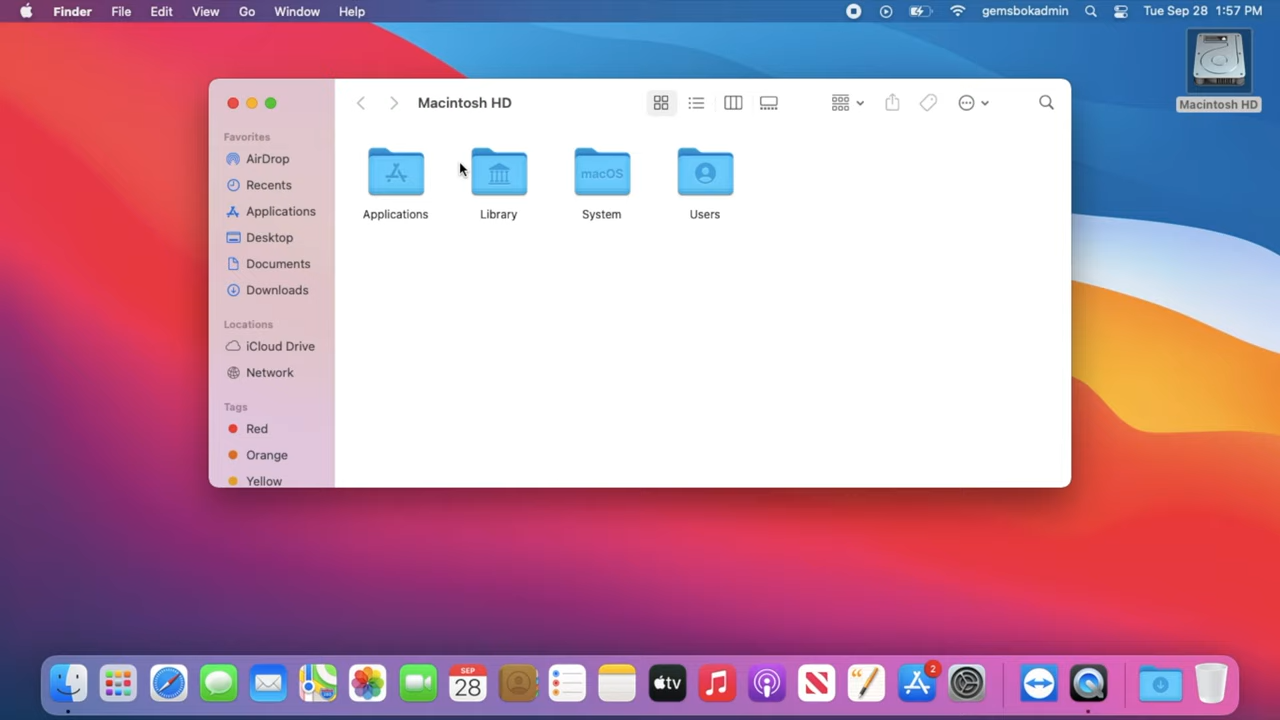 Finder File Edit View Go Window Help gemsbokadmin Tue Sep 28 1:57 PM
Macintosh HD
Macintosh HD
Favorites
AirDrop
Recents
Applications
Desktop
Documents
Downloads
Locations
iCloud Drive
Network
Tags
Red
Orange
Yellow
macOS
Applications Library System Users
SEP
28
tv
2